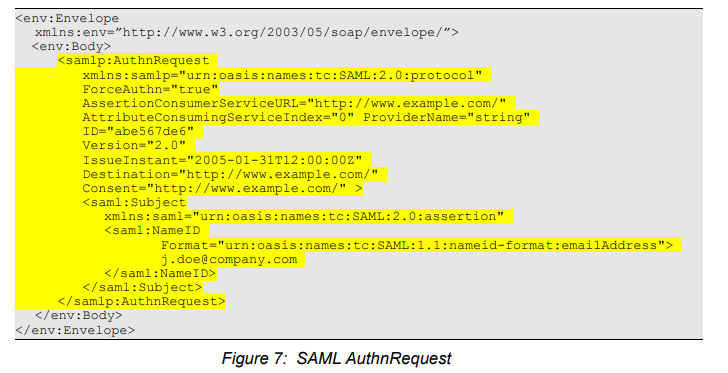 <env:Envelope
xmlns:env=”http://www.w3.org/2003/05/soap/envelope/”>
<env:Body>
<samlp:AuthnRequest
xmlns:samlp="urn:oasis:names:tc:SAML:2.0:protocol"
ForceAuthn="true"
AssertionConsumerServiceURL="http://www.example.com/"
AttributeConsumingServiceIndex="0" ProviderName="string"
ID="abe567de6"
Version="2.0"
IssueInstant="2005-01-31T12:00:00Z"
Destination="http://www.example.com/"
Consent="http://www.example.com/" >
<saml:Subject
xmlns:saml="urn:oasis:names:tc:SAML:2.0:assertion"
<saml:NameID
Format="urn:oasis:names:tc:SAML:1.1:nameid-format:emailAddress">
j.doe@company.com
</saml:NameID>
</saml:Subject>
</samlp:AuthnRequest>
</env:Body>
</env:Envelope>
Figure 7: SAML AuthnRequest